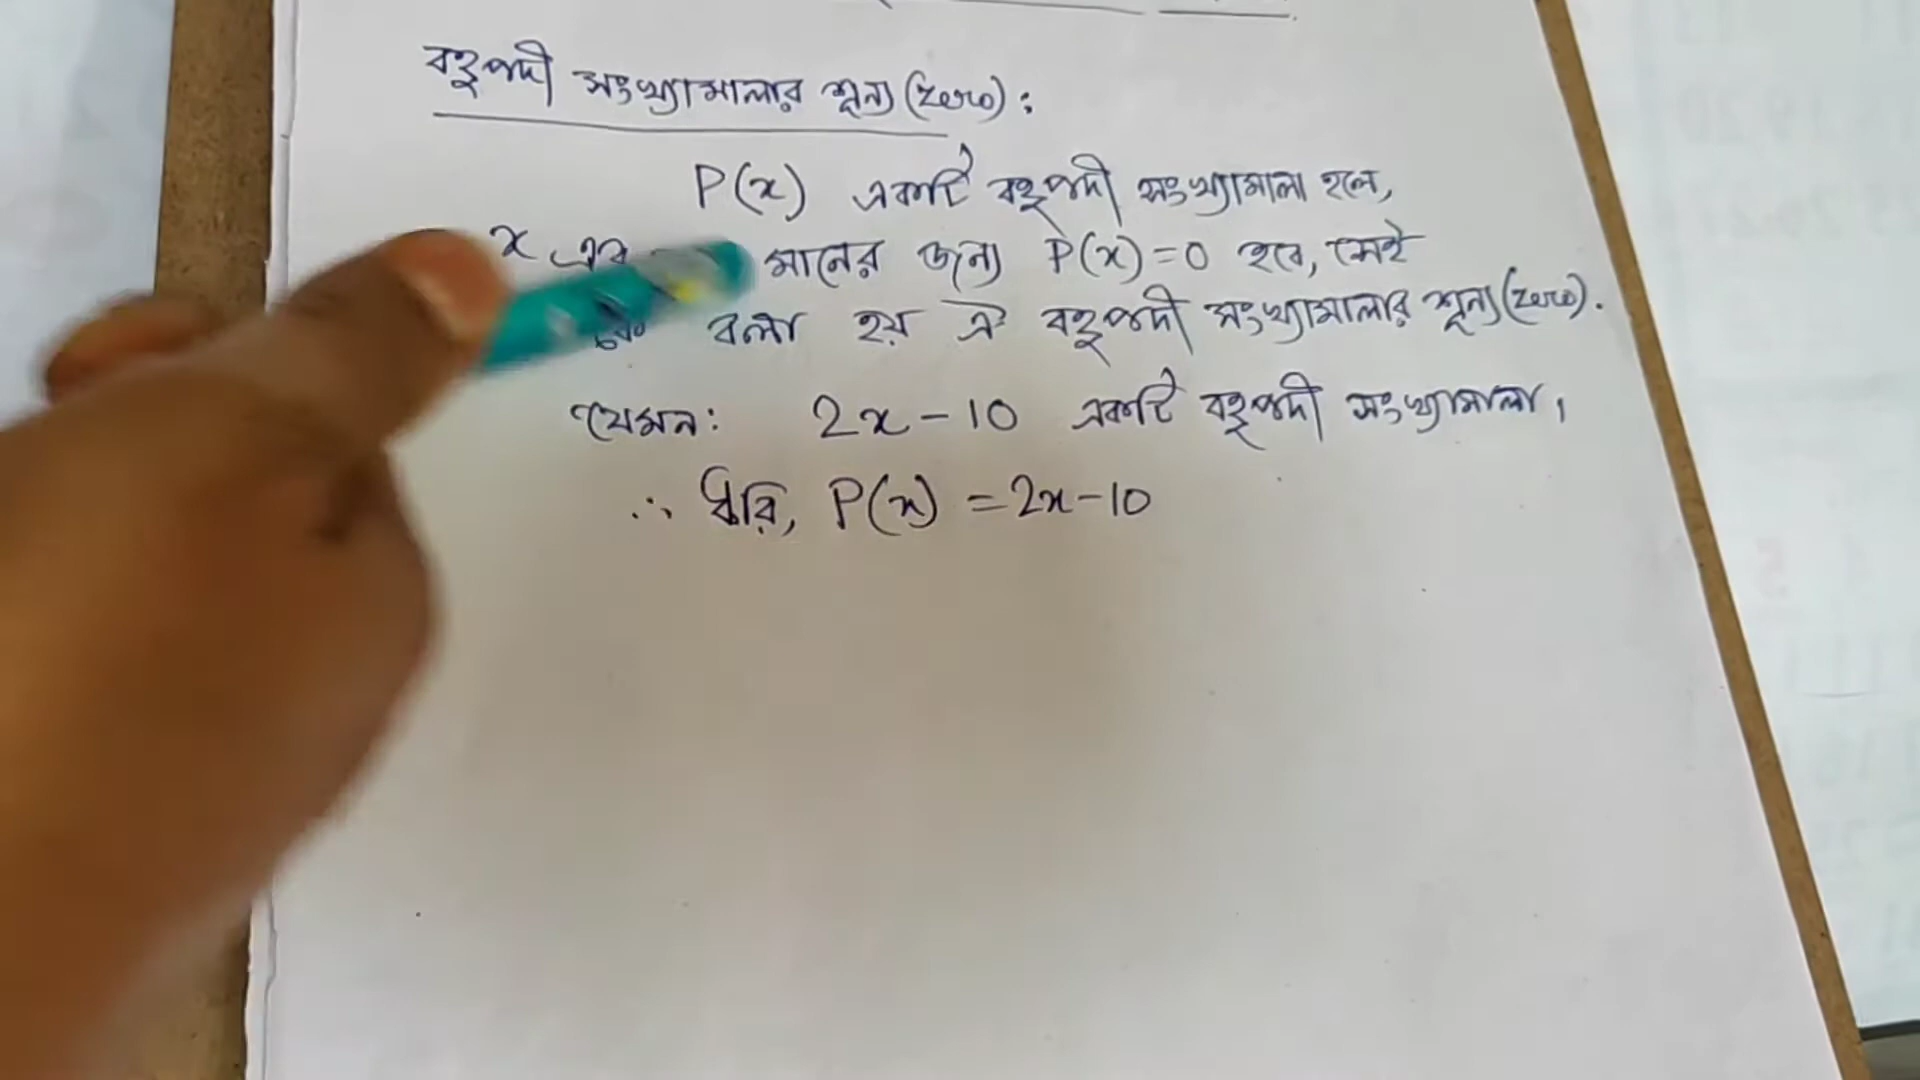 বহুপদী সংখ্যামালার শূন্য (zero) :
P(x) একটি বহুপদী সংখ্যামালা হলে,
x এর মানের জন্য P(x)=0 হবে, সেই
কে বলা হয় ঐ বহুপদী সংখ্যামালার শূন্য (zero).
যেমন: 2x-10 একটি বহুপদী সংখ্যামালা।
∴ ধরি, P(x) =2x-10